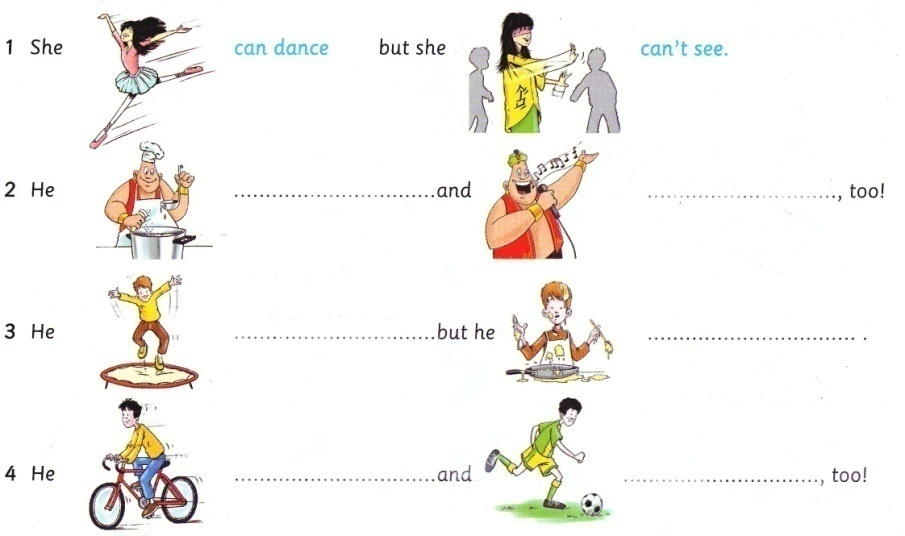 1 She can dance but she can't see.
2 He ........................................and ......................................, too!
3 He ........................................but he ........................................ .
4 He ........................................and ........................................, too!